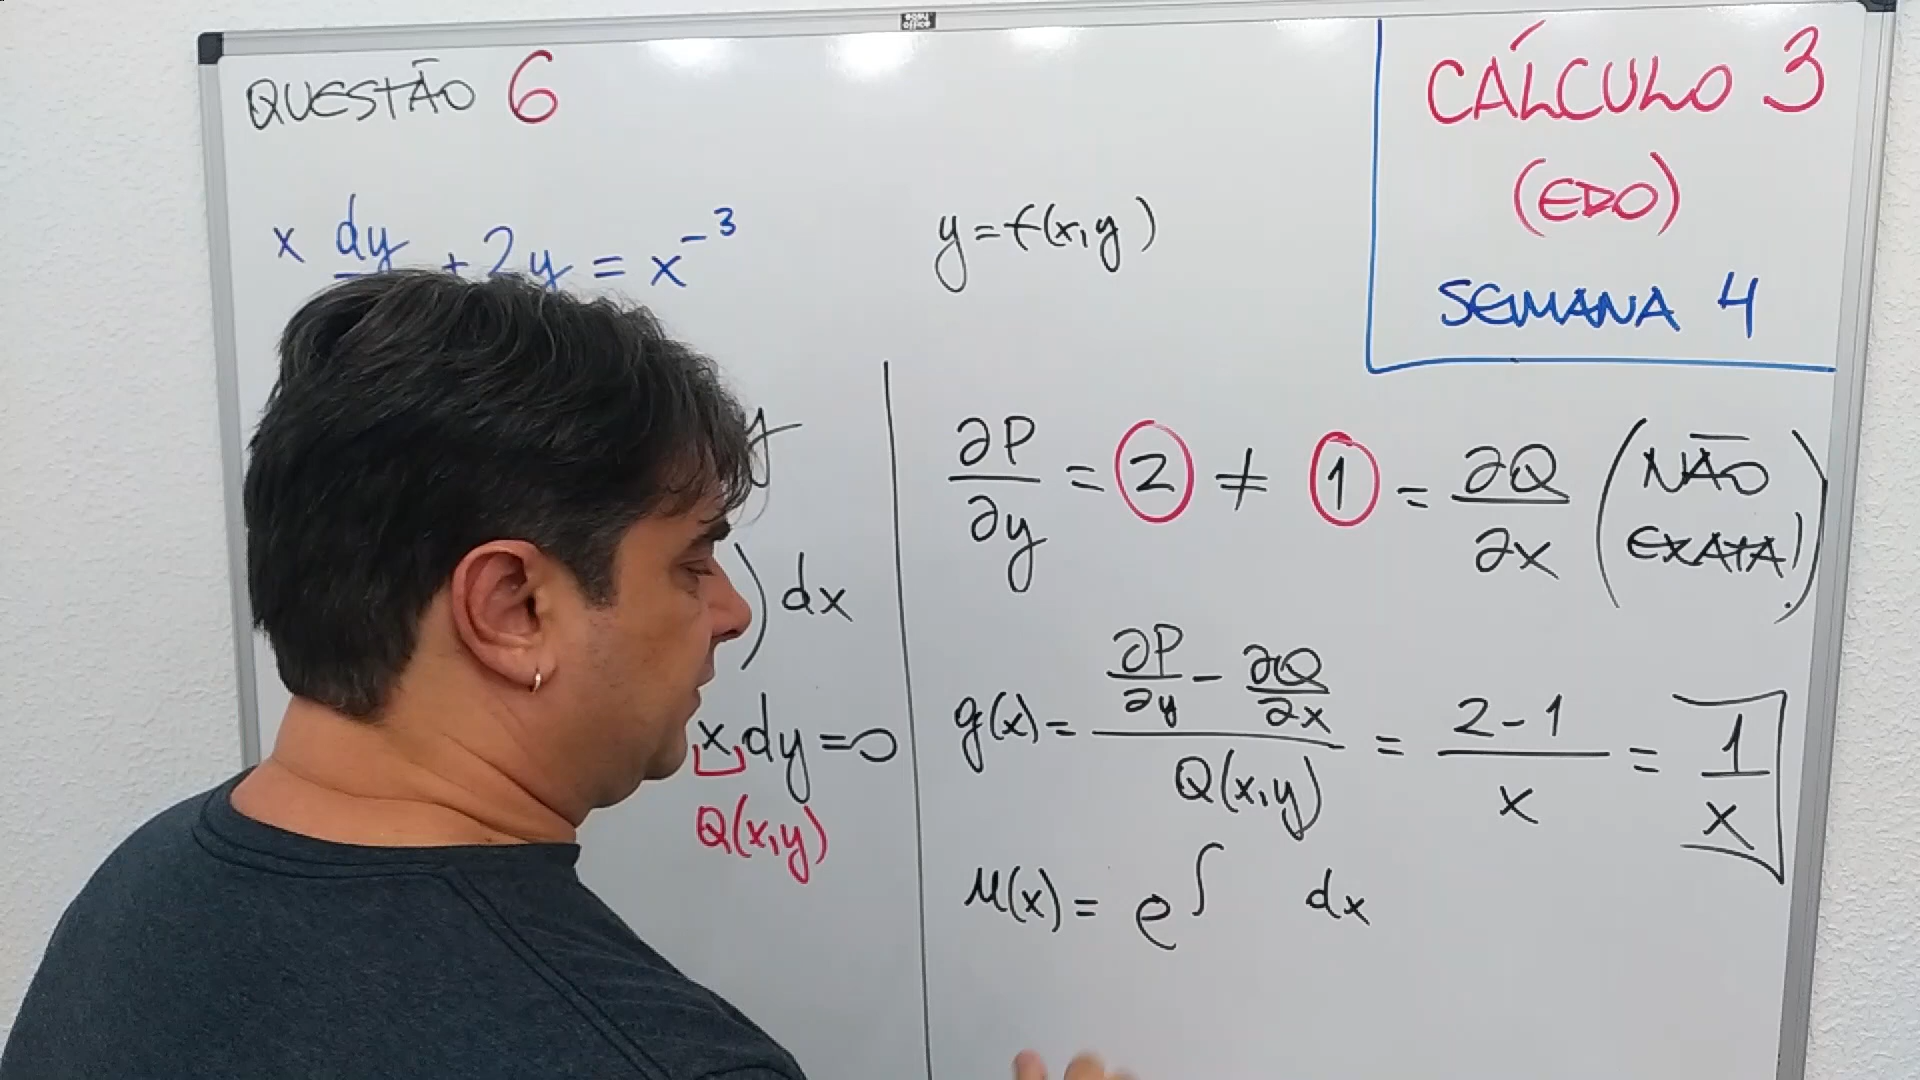 QUESTÃO 6
x dy + 2y = x⁻³
y = f(x,y)
CÁLCULO 3
(EDO)
SEMANA 4
y
) dx
x dy = 0
Q(x,y)
∂P/∂y = 2 ≠ 1 = ∂Q/∂x (NÃO EXATA!)
g(x) = (∂P/∂y - ∂Q/∂x)/Q(x,y) = (2-1)/x = 1/x
μ(x) = e^∫ dx